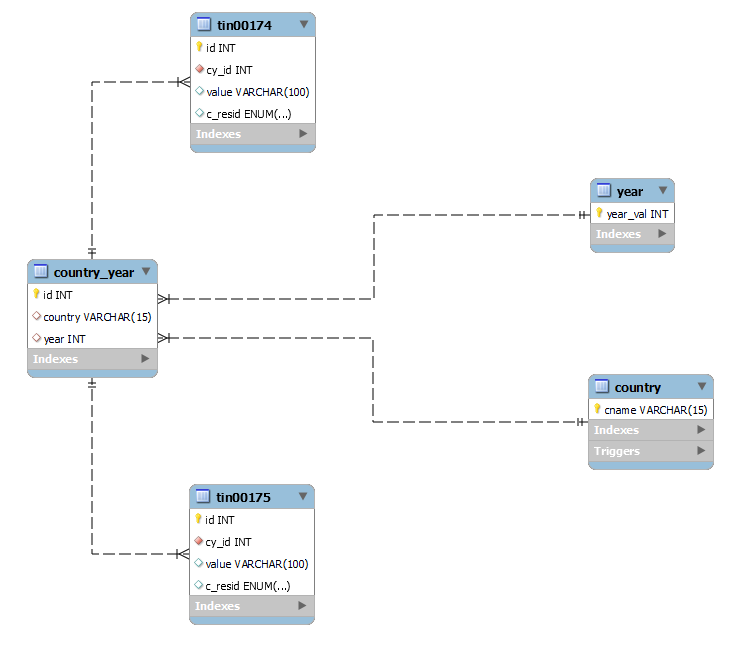 tin00174
id INT
cy_id INT
value VARCHAR(100)
c_resid ENUM(...)
Indexes
year
year_val INT
Indexes
country_year
id INT
country VARCHAR(15)
year INT
Indexes
country
cname VARCHAR(15)
Indexes
Triggers
tin00175
id INT
cy_id INT
value VARCHAR(100)
c_resid ENUM(...)
Indexes